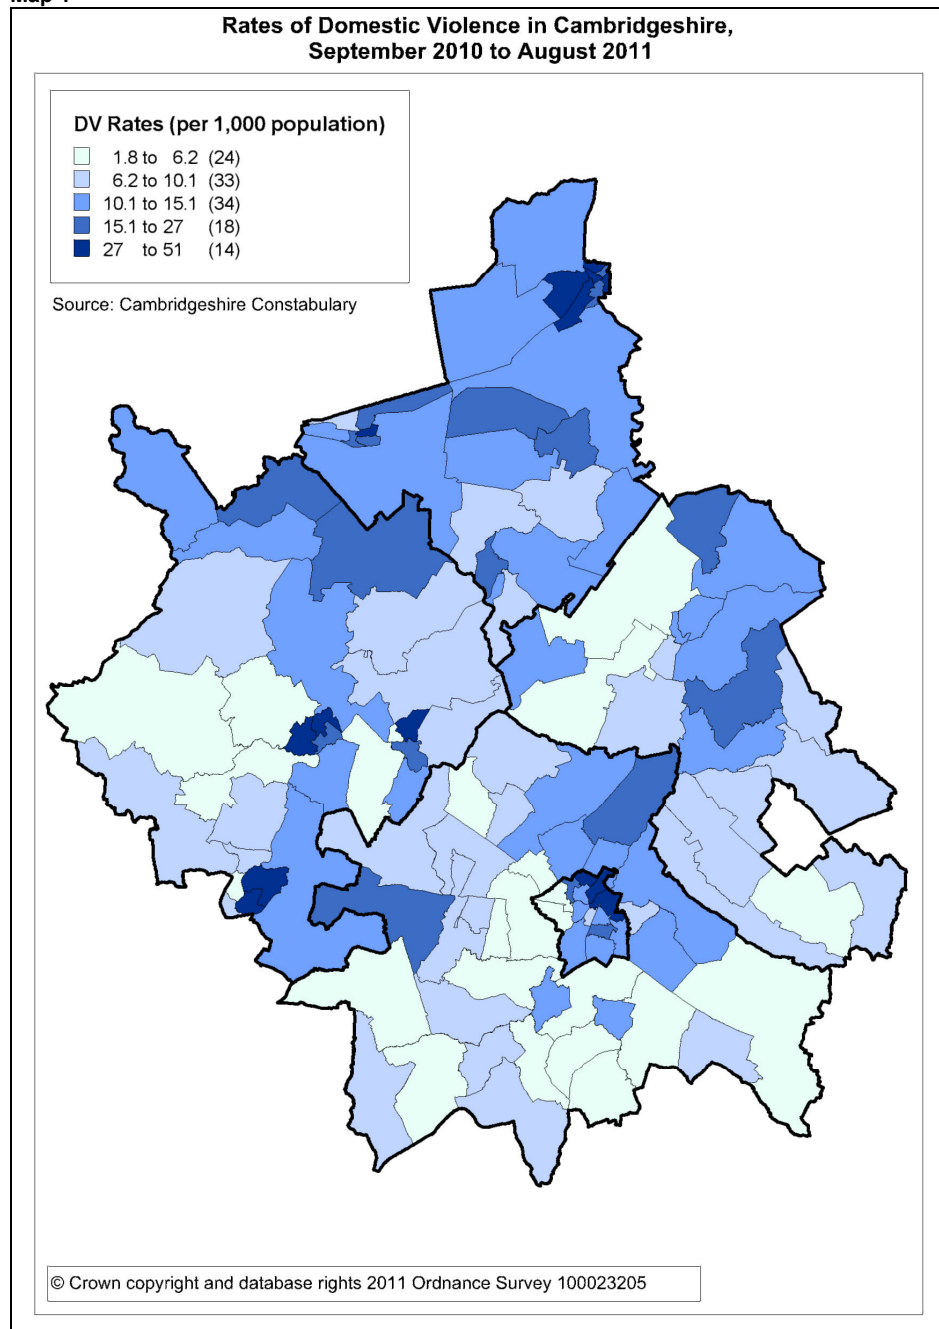 Rates of Domestic Violence in Cambridgeshire,
September 2010 to August 2011
DV Rates (per 1,000 population)
1.8 to 6.2 (24)
6.2 to 10.1 (33)
10.1 to 15.1 (34)
15.1 to 27 (18)
27 to 51 (14)
Source: Cambridgeshire Constabulary
© Crown copyright and database rights 2011 Ordnance Survey 100023205